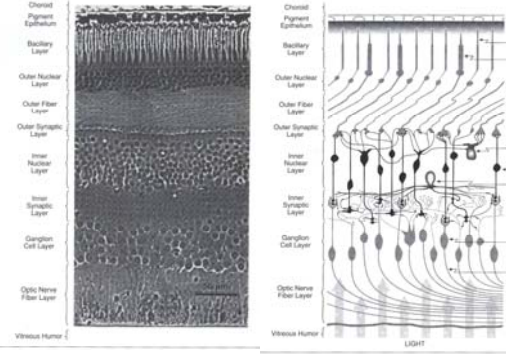 Choroid
Pigment
Epithelium
Bacillary
Layer
Outer Nuclear
Layer
Outer Fiber
Layer
Outer Synaptic
Layer
Inner
Nuclear
Layer
Inner
Synaptic
Layer
Ganglion
Cell Layer
Optic Nerve
Fiber Layer
Vitreous Humor
Choroid
Pigment
Epithelium
Bacillary
Layer
Outer Nuclear
Layer
Outer Fiber
Layer
Outer Synaptic
Layer
Inner
Nuclear
Layer
Inner
Synaptic
Layer
Ganglion
Cell Layer
Optic Nerve
Fiber Layer
Vitreous Humor
LIGHT